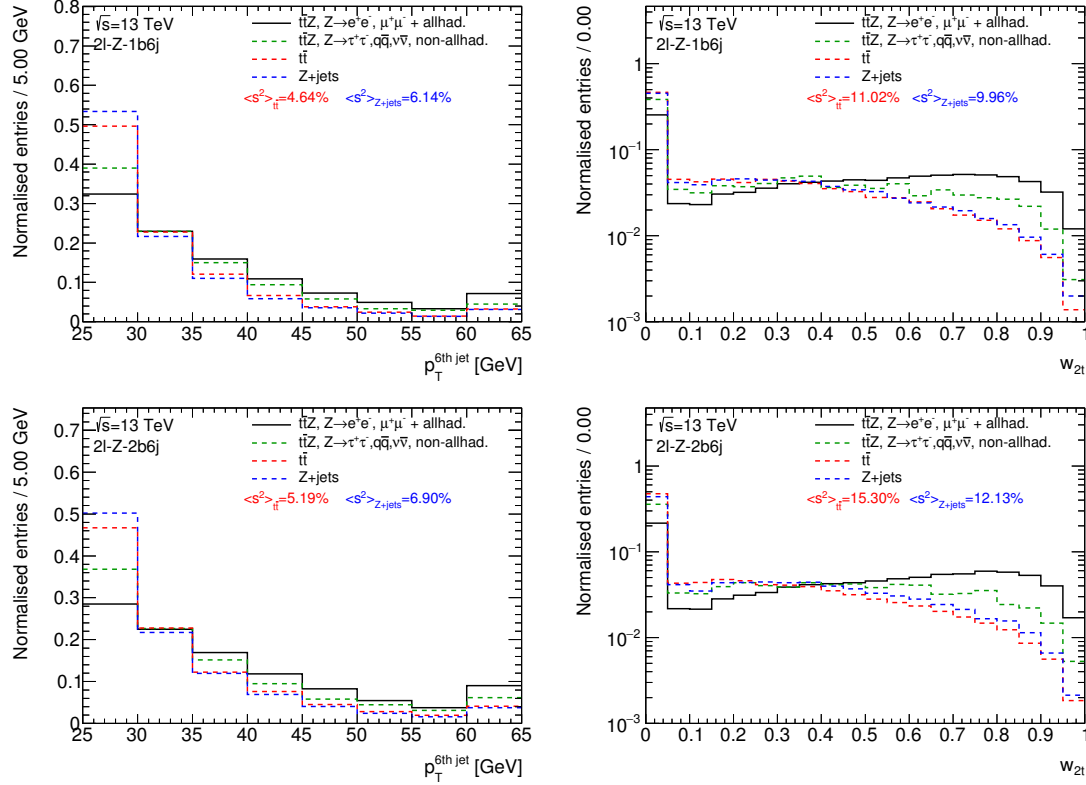 √s=13 TeV
2l-Z-1b6j
tt̄Z, Z→e⁺e⁻, μ⁺μ⁻ + allhad.
tt̄Z, Z→τ⁺τ⁻,qq̄,νν̄, non-allhad.
tt̄
Z+jets
<s²>tt̄=4.64% <s²>Z+jets=6.14%
Normalised entries / 5.00 GeV
0.8
0.7
0.6
0.5
0.4
0.3
0.2
0.1
0
25 30 35 40 45 50 55 60 65
p_T^6th jet [GeV]
√s=13 TeV
2l-Z-1b6j
tt̄Z, Z→e⁺e⁻, μ⁺μ⁻ + allhad.
tt̄Z, Z→τ⁺τ⁻,qq̄,νν̄, non-allhad.
tt̄
Z+jets
<s²>tt̄=11.02% <s²>Z+jets=9.96%
Normalised entries / 0.00
1
10⁻¹
10⁻²
10⁻³
0 0.1 0.2 0.3 0.4 0.5 0.6 0.7 0.8 0.9 1
w_2t
√s=13 TeV
2l-Z-2b6j
tt̄Z, Z→e⁺e⁻, μ⁺μ⁻ + allhad.
tt̄Z, Z→τ⁺τ⁻,qq̄,νν̄, non-allhad.
tt̄
Z+jets
<s²>tt̄=5.19% <s²>Z+jets=6.90%
Normalised entries / 5.00 GeV
0.7
0.6
0.5
0.4
0.3
0.2
0.1
0
25 30 35 40 45 50 55 60 65
p_T^6th jet [GeV]
√s=13 TeV
2l-Z-2b6j
tt̄Z, Z→e⁺e⁻, μ⁺μ⁻ + allhad.
tt̄Z, Z→τ⁺τ⁻,qq̄,νν̄, non-allhad.
tt̄
Z+jets
<s²>tt̄=15.30% <s²>Z+jets=12.13%
Normalised entries / 0.00
1
10⁻¹
10⁻²
10⁻³
0 0.1 0.2 0.3 0.4 0.5 0.6 0.7 0.8 0.9 1
w_2t